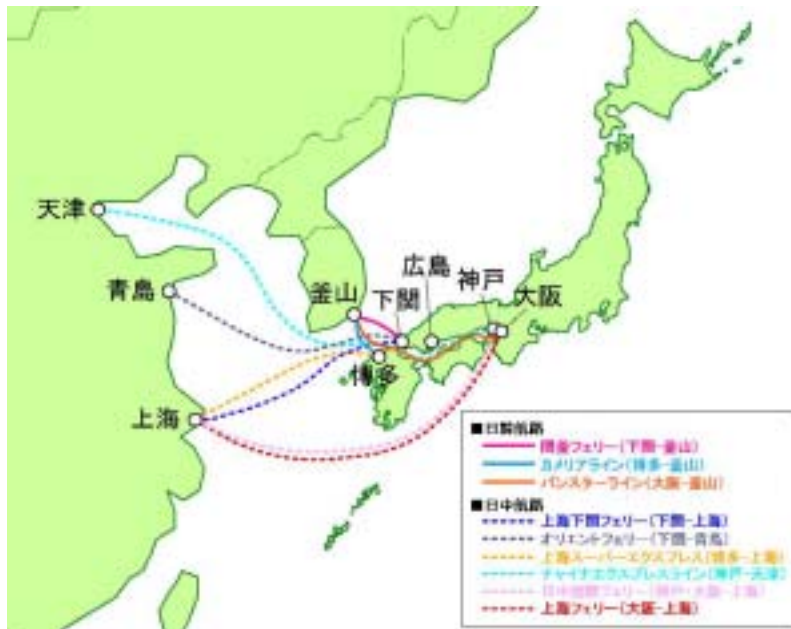 天津
青島
釜山
下関
広島
神戸
大阪
博多
上海
■日韓航路
関釜フェリー(下関-釜山)
カメリアライン(博多-釜山)
パンスターライン(大阪-釜山)
■日中航路
上海下関フェリー(下関-上海)
オリエントフェリー(下関-青島)
上海スーパーエクスプレス(博多-上海)
チャイナエクスプレスライン(神戸-天津)
日中国際フェリー(神戸・大阪-上海)
上海フェリー(大阪-上海)